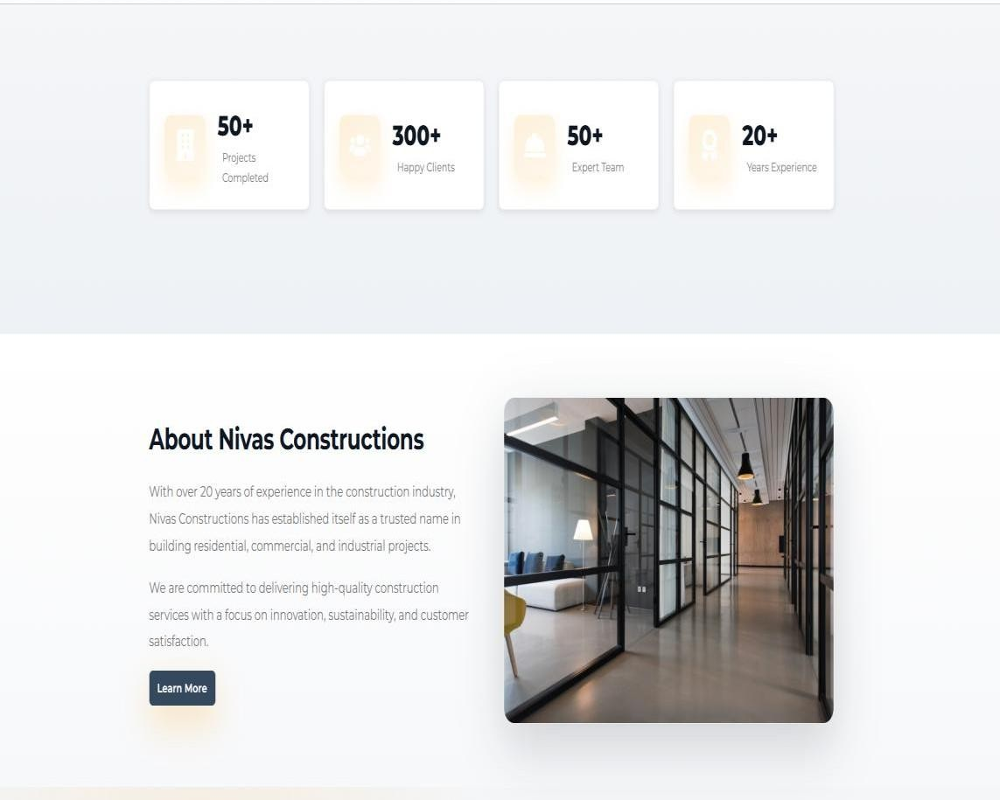 50+
Projects
Completed
300+
Happy Clients
50+
Expert Team
20+
Years Experience
About Nivas Constructions
With over 20 years of experience in the construction industry,
Nivas Constructions has established itself as a trusted name in
building residential, commercial, and industrial projects.
We are committed to delivering high-quality construction
services with a focus on innovation, sustainability, and customer
satisfaction.
Learn More